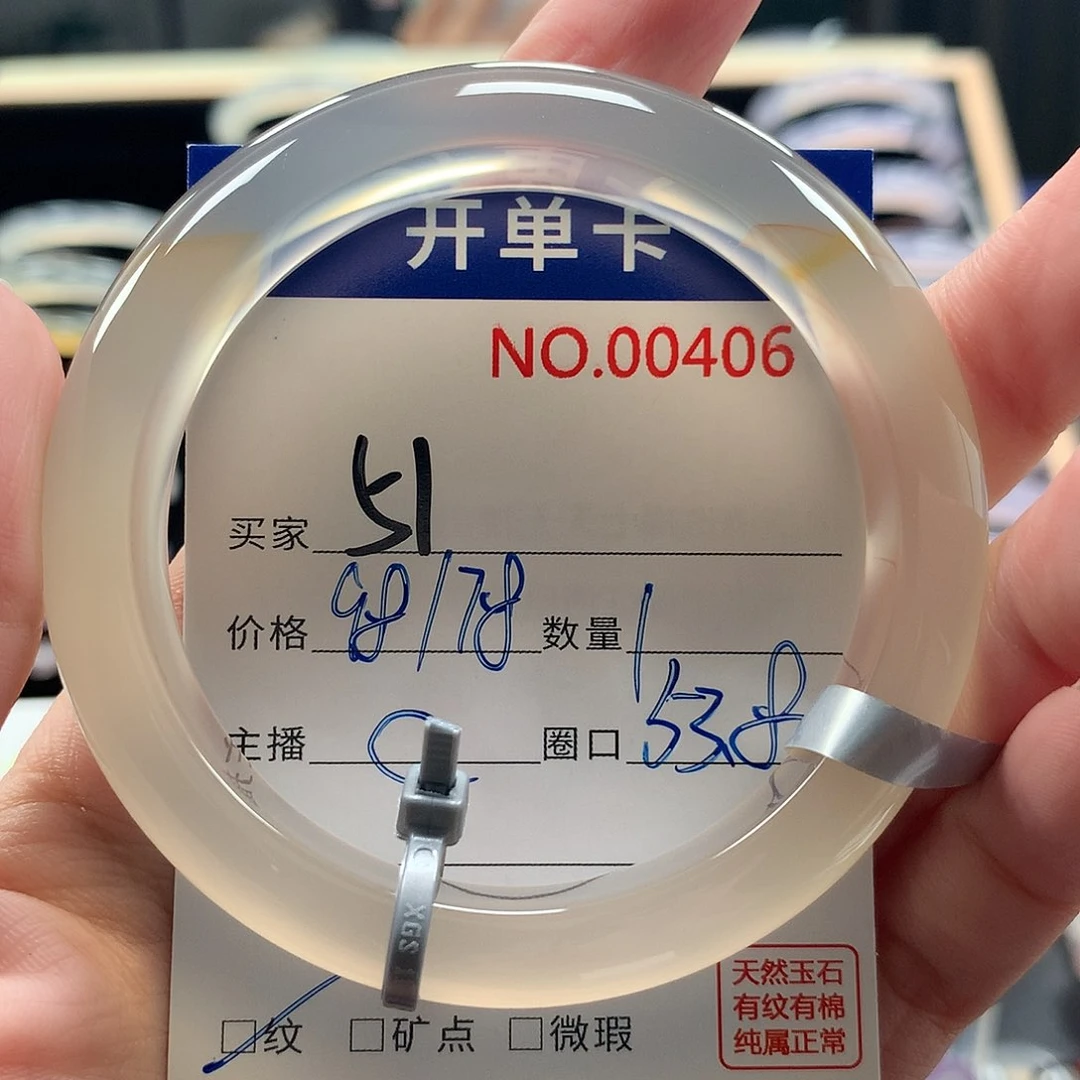 开单卡
NO.00406
买家 51
价格 98/78 数量 1
主播 圈口 53.8
XGS
□纹 □矿点 □微瑕
天然玉石
有纹有棉
纯属正常